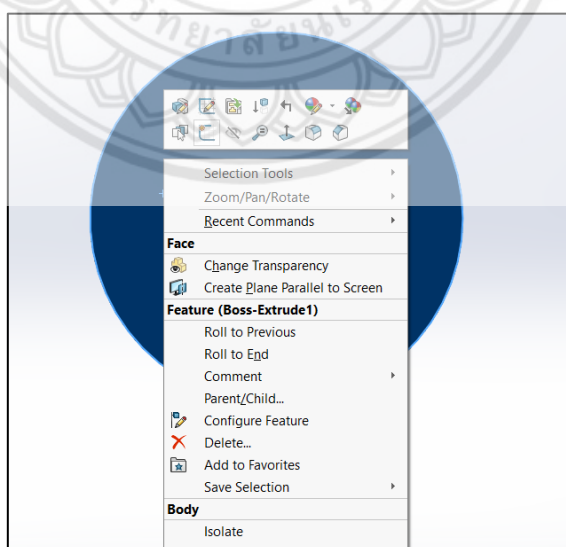 Selection Tools
Zoom/Pan/Rotate
Recent Commands
Face
Change Transparency
Create Plane Parallel to Screen
Feature (Boss-Extrude1)
Roll to Previous
Roll to End
Comment
Parent/Child...
Configure Feature
Delete...
Add to Favorites
Save Selection
Body
Isolate